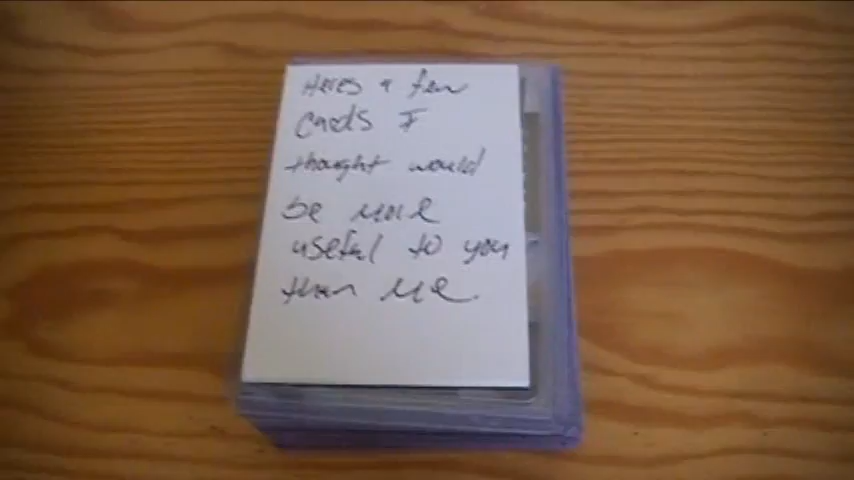 Heres a few
Cards I
thought would
be more
useful to you
than me.